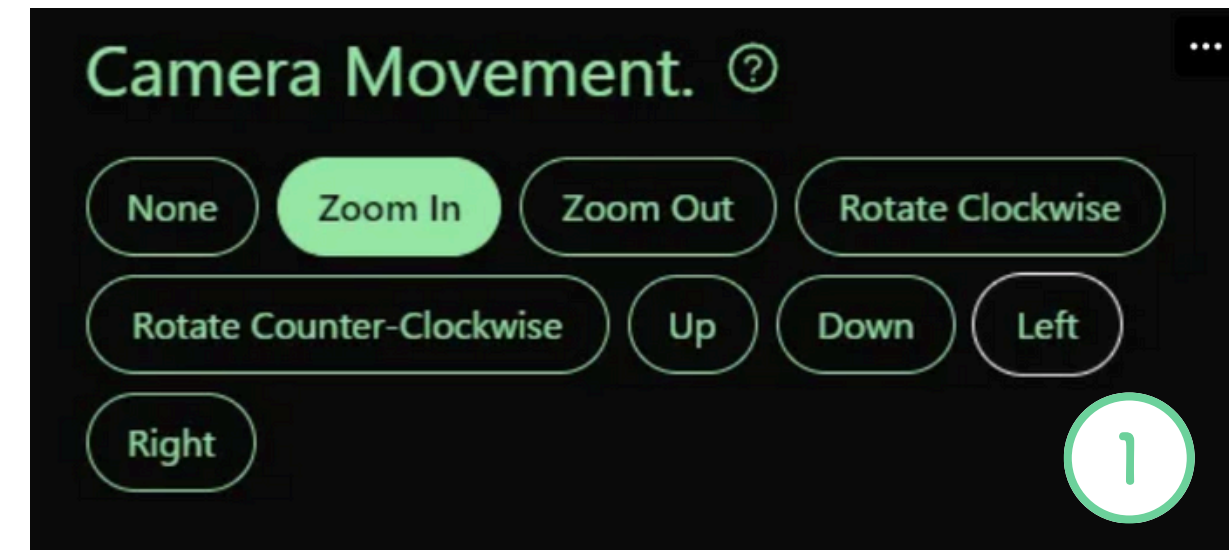 Camera Movement. ?
None Zoom In Zoom Out Rotate Clockwise
Rotate Counter-Clockwise Up Down Left
Right
1